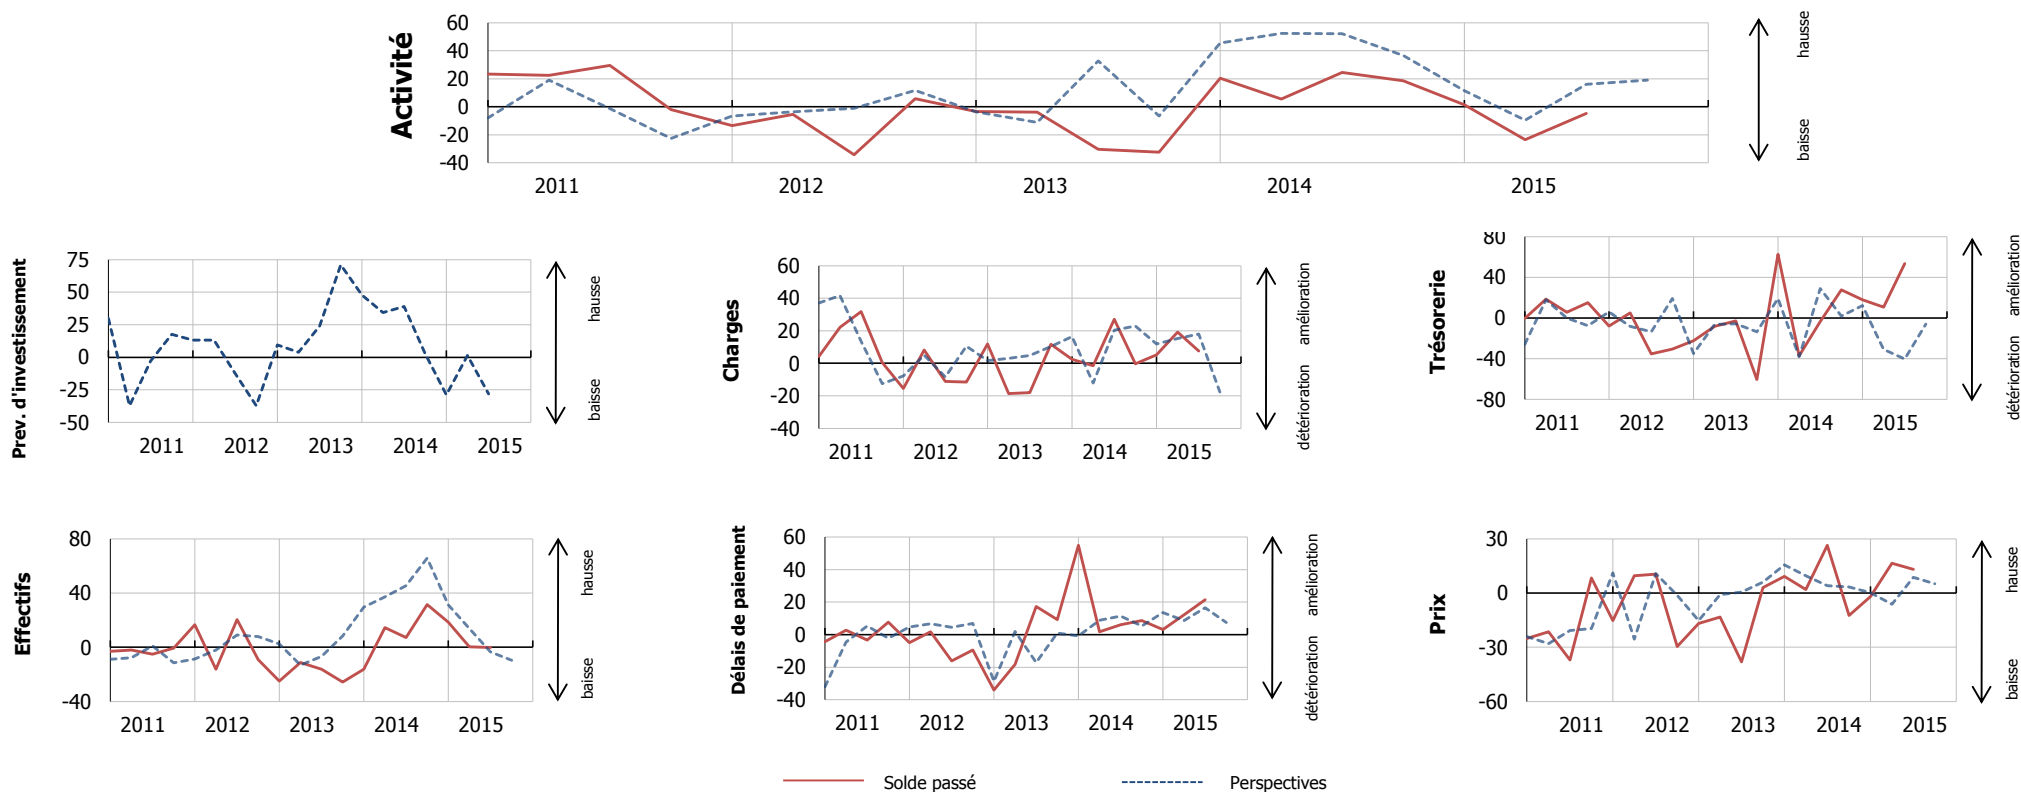 Activité
60
40
20
0
-20
-40
2011 2012 2013 2014 2015
hausse
baisse
Prev. d'investissement
75
50
25
0
-25
-50
2011 2012 2013 2014 2015
hausse
baisse
Charges
60
40
20
0
-20
-40
2011 2012 2013 2014 2015
amélioration
détérioration
Trésorerie
80
40
0
-40
-80
2011 2012 2013 2014 2015
amélioration
détérioration
Effectifs
80
40
0
-40
2011 2012 2013 2014 2015
hausse
baisse
Délais de paiement
60
40
20
0
-20
-40
2011 2012 2013 2014 2015
amélioration
détérioration
Prix
30
0
-30
-60
2011 2012 2013 2014 2015
hausse
baisse
Solde passé Perspectives